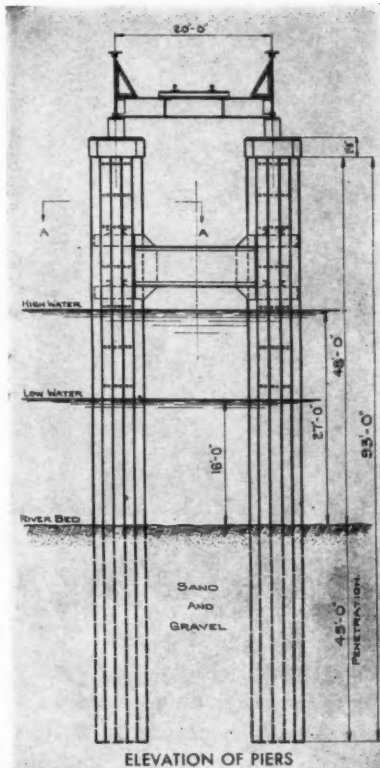 20'-0"
A
A
HIGH WATER
48'-0"
27'-0"
93'-0"
LOW WATER
16'-0"
RIVER BED
SAND
AND
GRAVEL
45'-0"
PENETRATION
ELEVATION OF PIERS